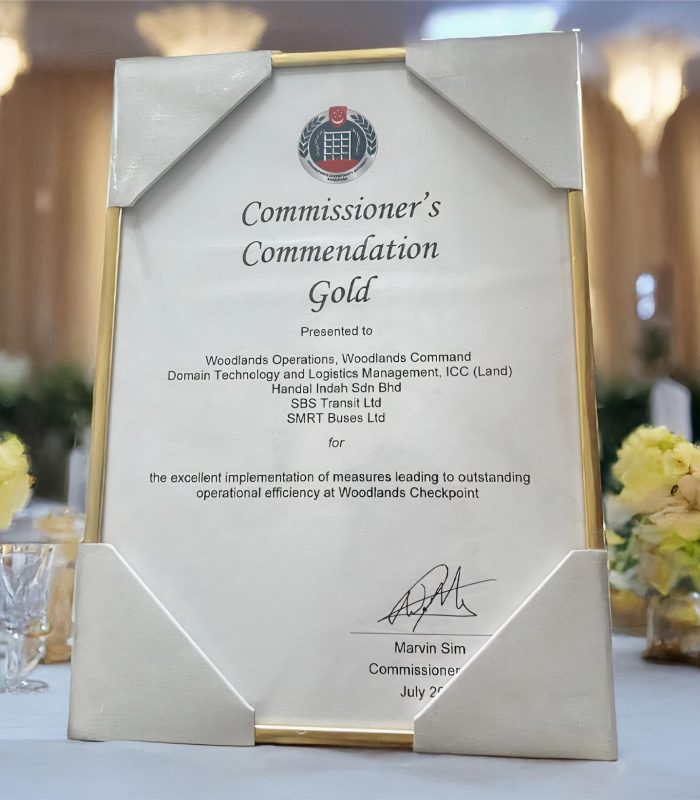 Commissioner's
Commendation
Gold
Presented to
Woodlands Operations, Woodlands Command
Domain Technology and Logistics Management, ICC (Land)
Handal Indah Sdn Bhd
SBS Transit Ltd
SMRT Buses Ltd
for
the excellent implementation of measures leading to outstanding
operational efficiency at Woodlands Checkpoint
Marvin Sim
Commissioner
July